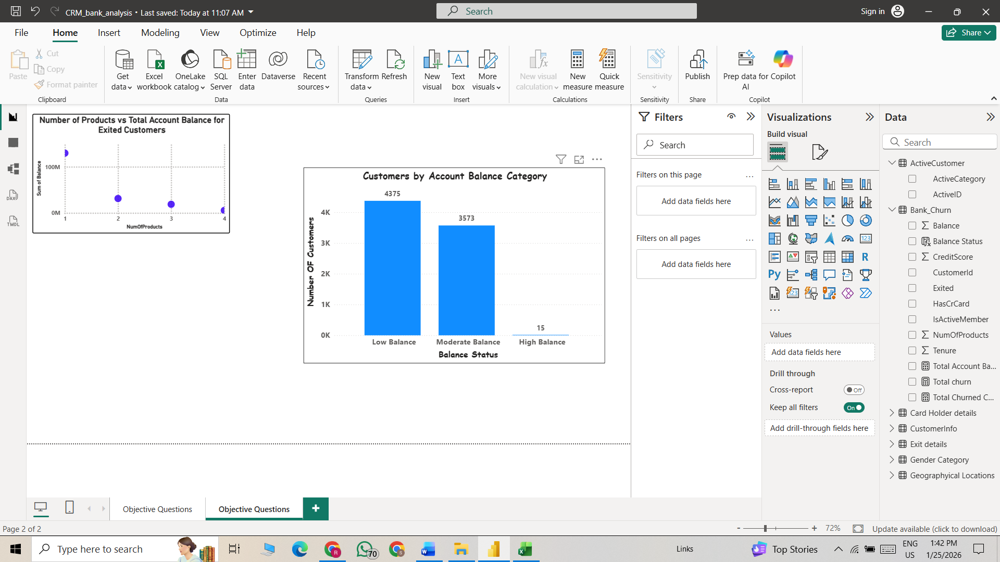 CRM_bank_analysis • Last saved: Today at 11:07 AM
Search
Sign in
File
Home
Insert
Modeling
View
Optimize
Help
Share
Paste
Cut
Copy
Format painter
Clipboard
Get data
Excel workbook
OneLake catalog
SQL Server
Enter data
Dataverse
Recent sources
Data
Transform data
Refresh
Queries
New visual
Text box
More visuals
Insert
New visual calculation
New measure
Quick measure
Calculations
Sensitivity
Sensitivity
Publish
Share
Prep data for AI
Copilot
Copilot
Number of Products vs Total Account Balance for
Exited Customers
Sum of Balance
100M
0M
1 2 3 4
NumOfProducts
Customers by Account Balance Category
Number OF Customers
4K
3K
2K
1K
0K
4375
3573
15
Low Balance
Moderate Balance
High Balance
Balance Status
Filters
Search
Filters on this page
Add data fields here
Filters on all pages
Add data fields here
Visualizations
Build visual
123
R
Py
123
Values
Add data fields here
Drill through
Cross-report
Off
Keep all filters
On
Add drill-through fields here
Data
Search
ActiveCustomer
ActiveCategory
ActiveID
Bank_Churn
Balance
Balance Status
CreditScore
CustomerId
Exited
HasCrCard
IsActiveMember
NumOfProducts
Tenure
Total Account Ba...
Total churn
Total Churned C...
Card Holder details
CustomerInfo
Exit details
Gender Category
Geographyical Locations
DAX
TMDL
Objective Questions
Objective Questions
Page 2 of 2
72%
Update available (click to download)
Type here to search
70
Links
Top Stories
ENG
US
1:42 PM
1/25/2026